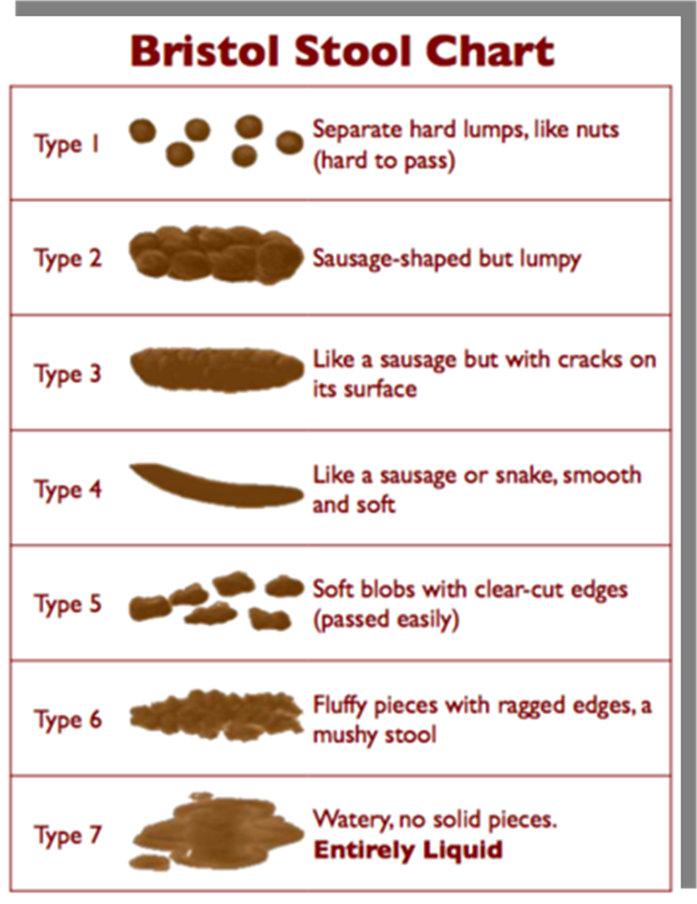 Bristol Stool Chart
Type 1
Separate hard lumps, like nuts
(hard to pass)
Type 2
Sausage-shaped but lumpy
Type 3
Like a sausage but with cracks on
its surface
Type 4
Like a sausage or snake, smooth
and soft
Type 5
Soft blobs with clear-cut edges
(passed easily)
Type 6
Fluffy pieces with ragged edges, a
mushy stool
Type 7
Watery, no solid pieces.
Entirely Liquid